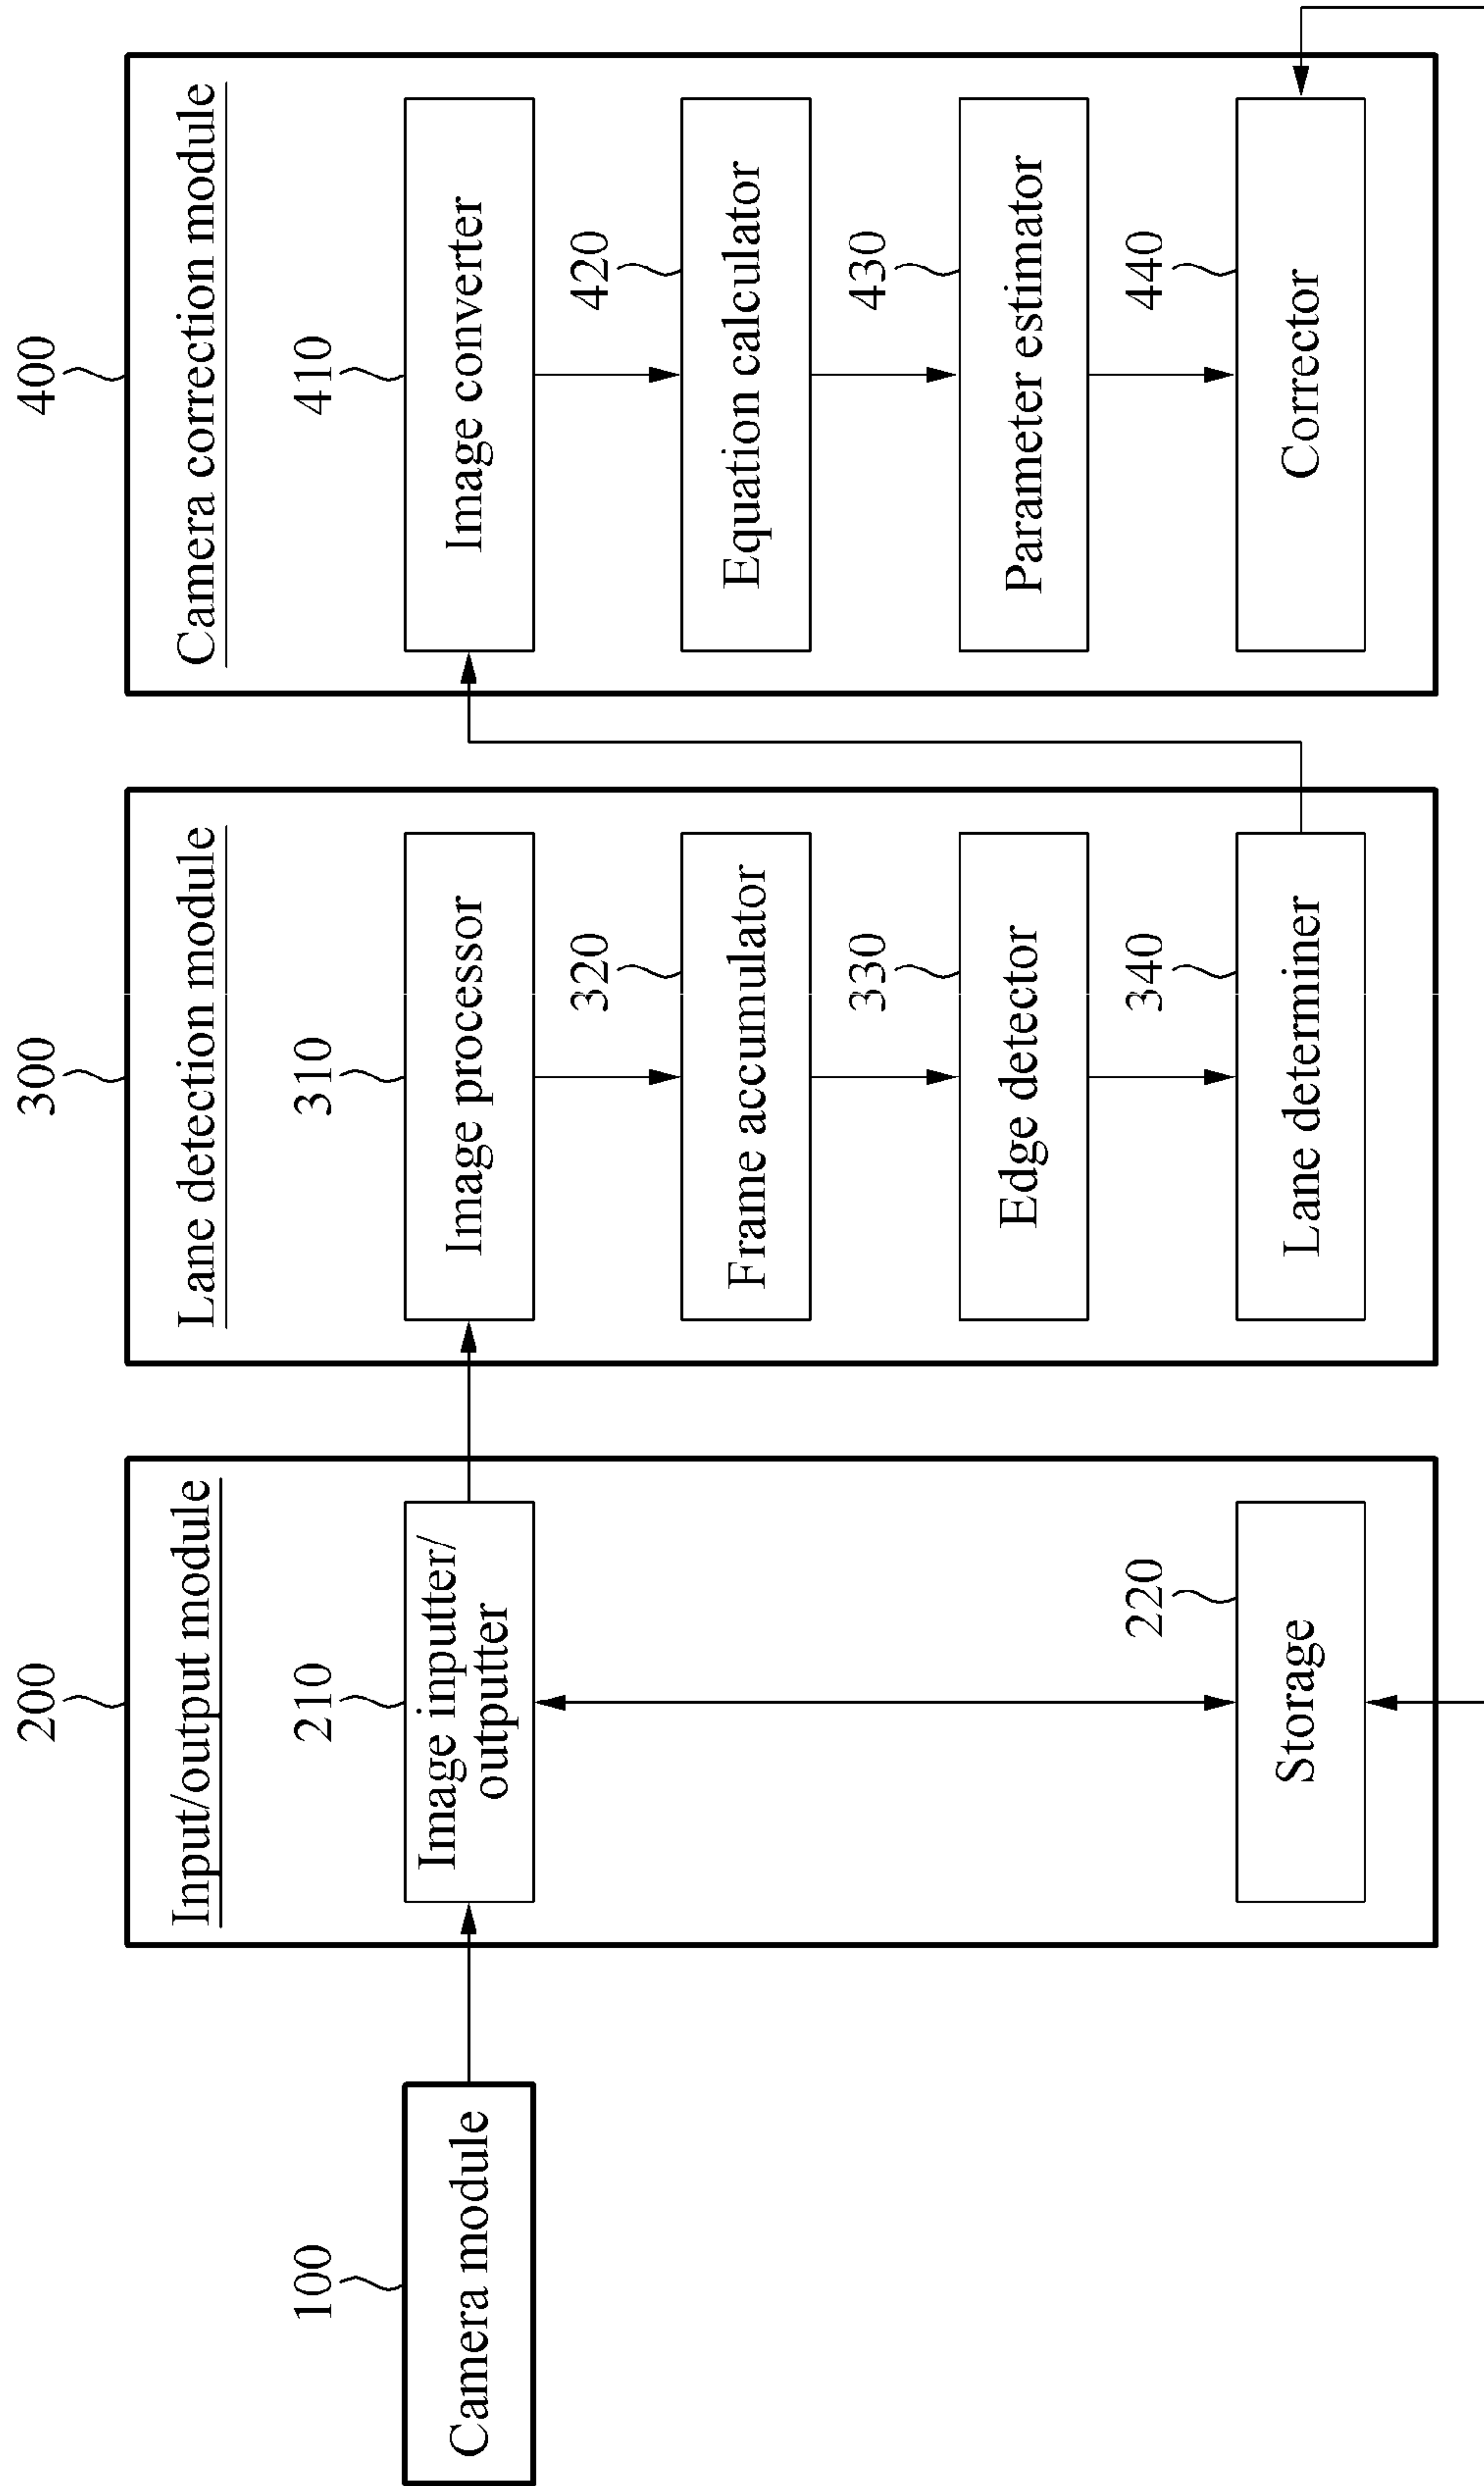 100
Camera module
200
Input/output module
210
Image inputter/
outputter
220
Storage
300
Lane detection module
310
Image processor
320
Frame accumulator
330
Edge detector
340
Lane determiner
400
Camera correction module
410
Image converter
420
Equation calculator
430
Parameter estimator
440
Corrector